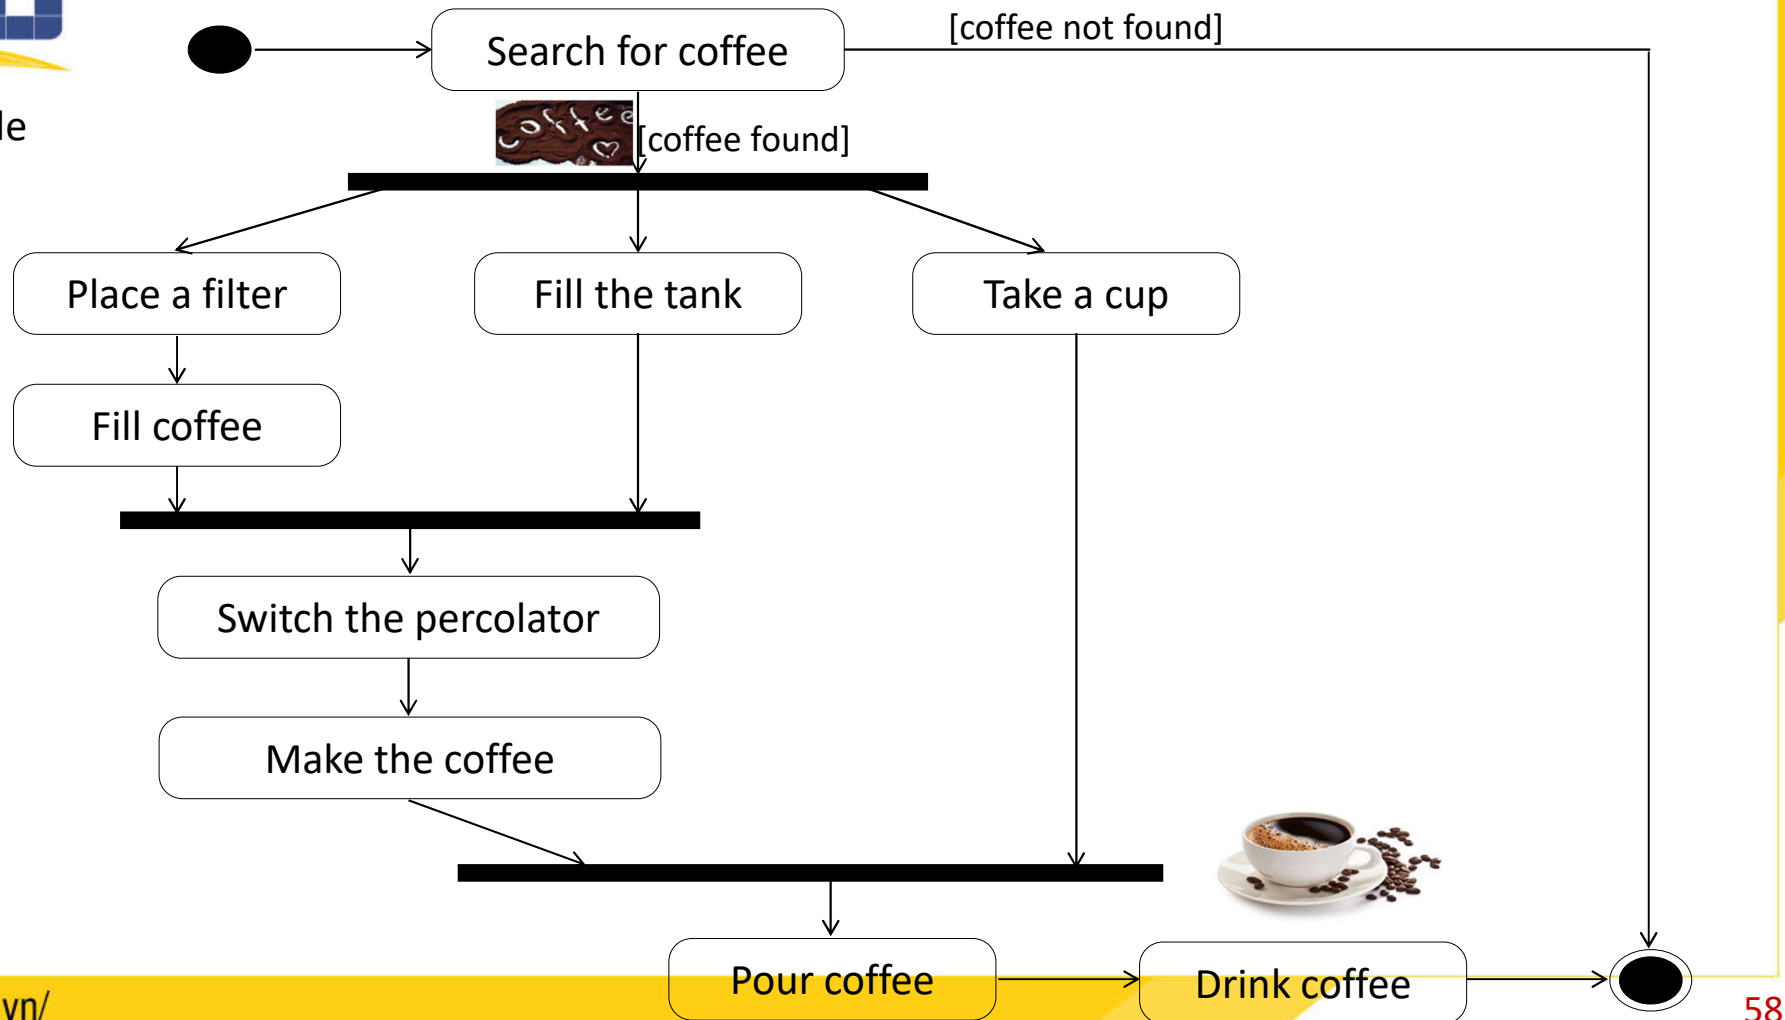 Search for coffee
[coffee not found]
coffee
[coffee found]
Place a filter
Fill the tank
Take a cup
Fill coffee
Switch the percolator
Make the coffee
Pour coffee
Drink coffee
vn/
58